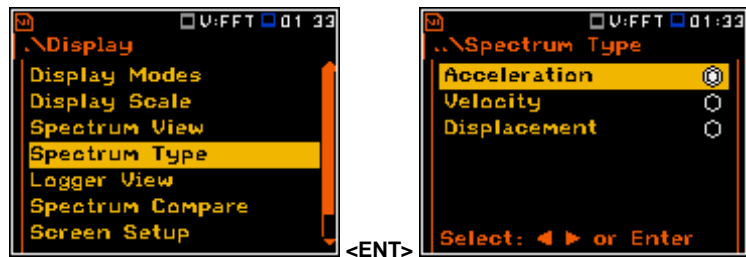 V:FFT 01 33
.\Display
Display Modes
Display Scale
Spectrum View
Spectrum Type
Logger View
Spectrum Compare
Screen Setup
<ENT>
V:FFT 01:33
..\Spectrum Type
Acceleration
Velocity
Displacement
Select: ◀ ▶ or Enter